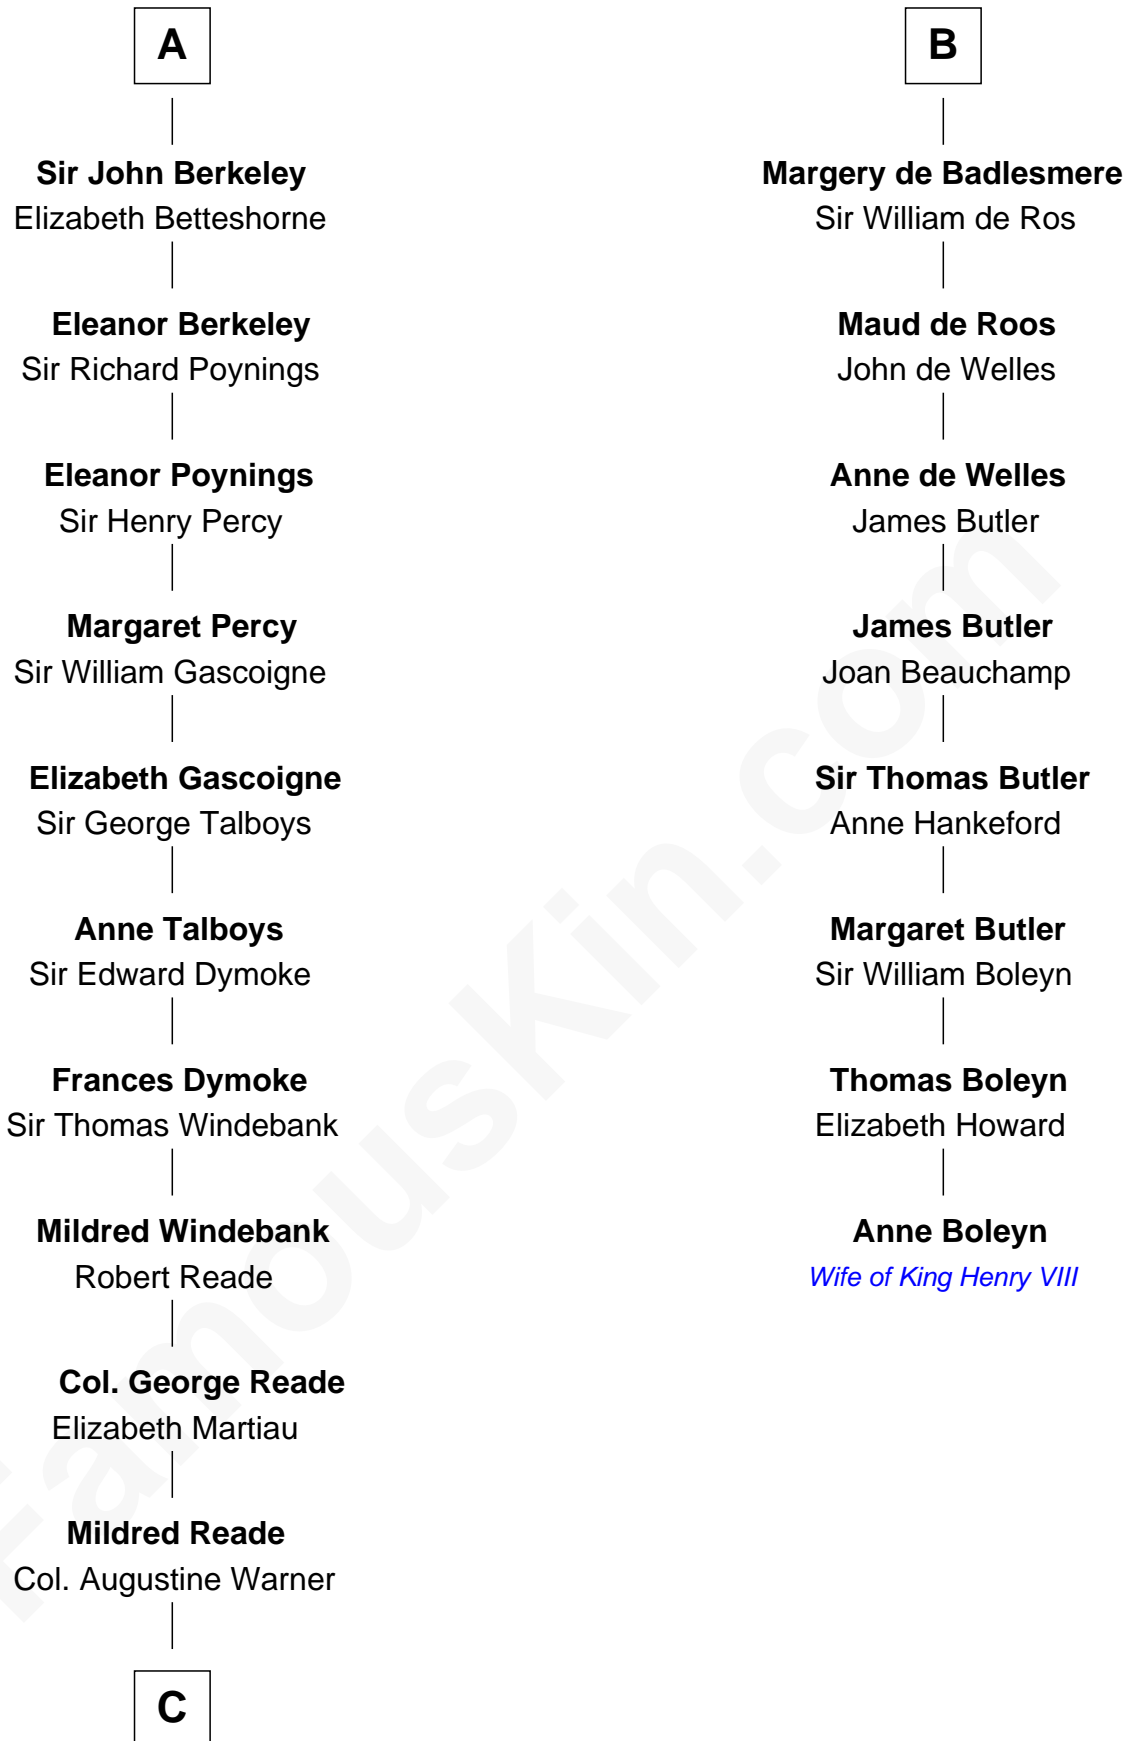 A
Sir John Berkeley
Elizabeth Betteshorne
Eleanor Berkeley
Sir Richard Poynings
Eleanor Poynings
Sir Henry Percy
Margaret Percy
Sir William Gascoigne
Elizabeth Gascoigne
Sir George Talboys
Anne Talboys
Sir Edward Dymoke
Frances Dymoke
Sir Thomas Windebank
Mildred Windebank
Robert Reade
Col. George Reade
Elizabeth Martiau
Mildred Reade
Col. Augustine Warner
C
B
Margery de Badlesmere
Sir William de Ros
Maud de Roos
John de Welles
Anne de Welles
James Butler
James Butler
Joan Beauchamp
Sir Thomas Butler
Anne Hankeford
Margaret Butler
Sir William Boleyn
Thomas Boleyn
Elizabeth Howard
Anne Boleyn
Wife of King Henry VIII
FamousKin.com